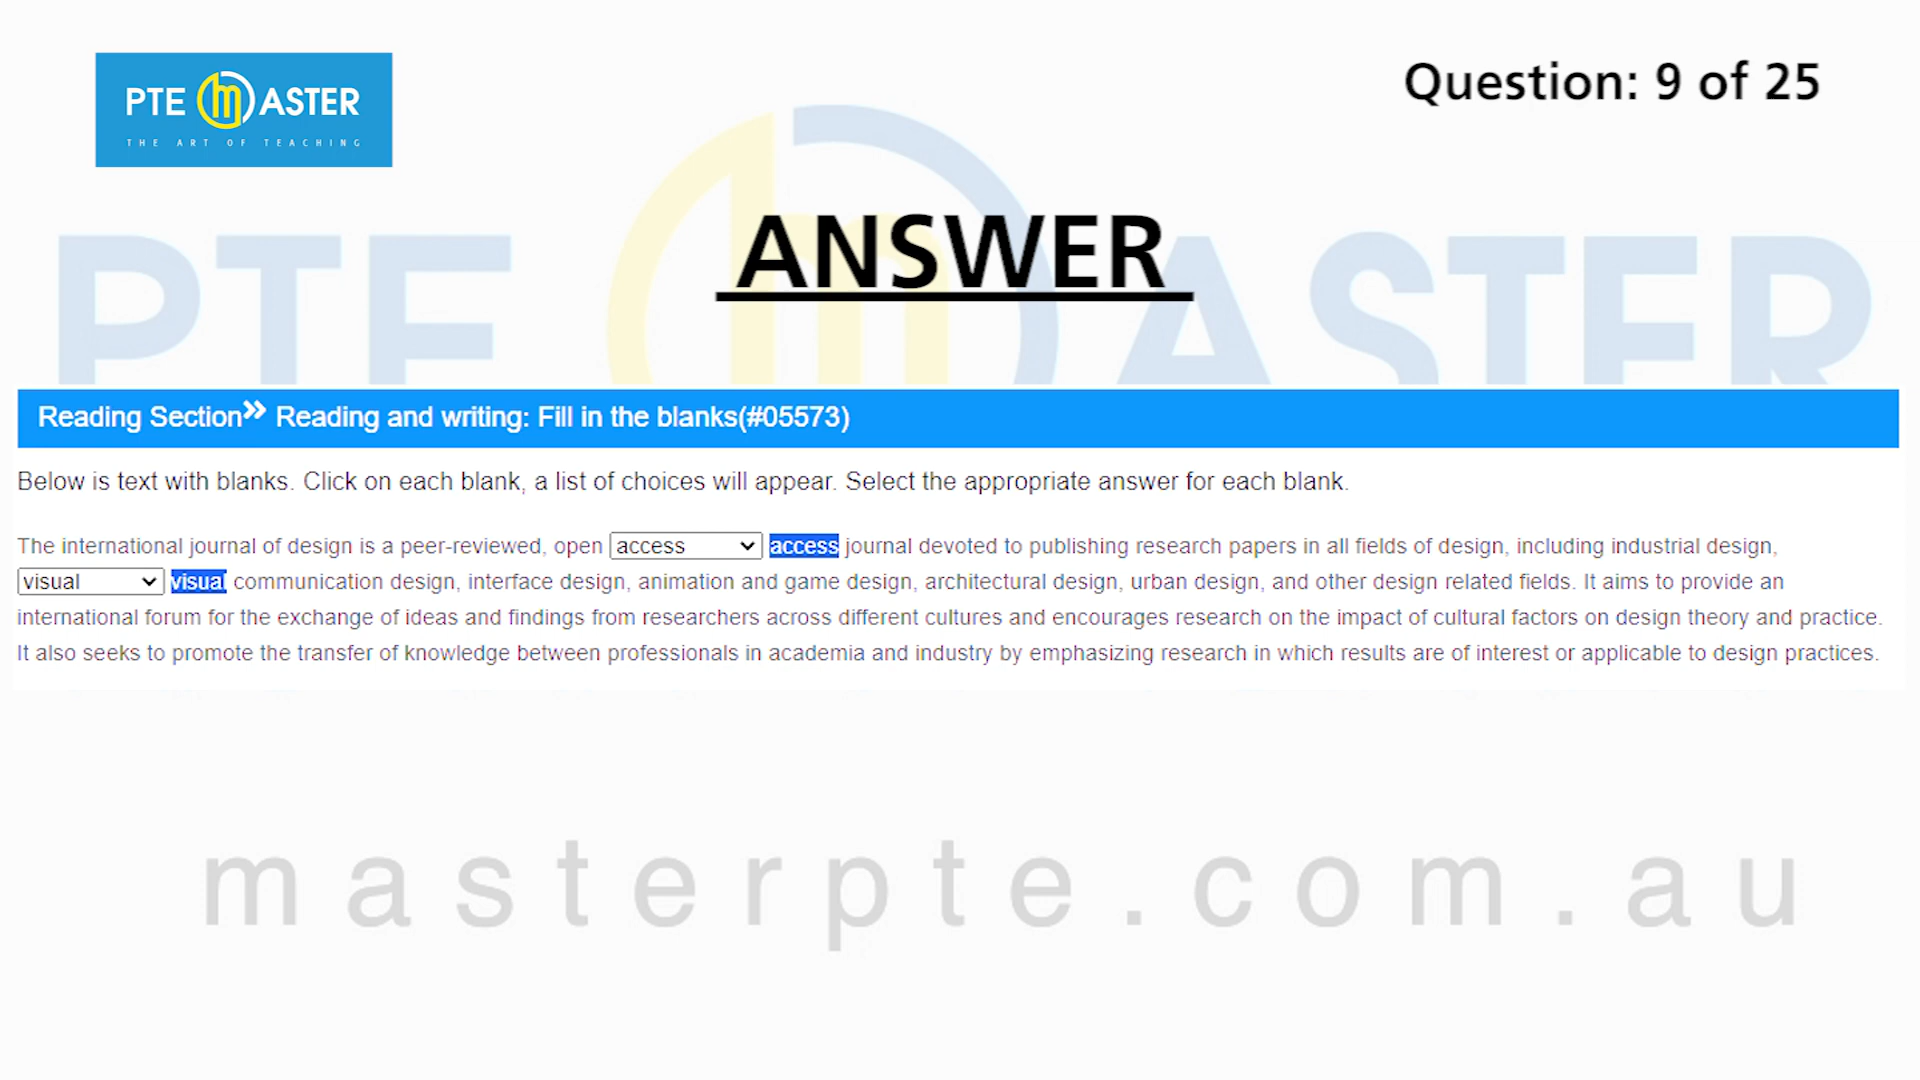 PTE MASTER
THE ART OF TEACHING
Question: 9 of 25
PTE MASTER
ANSWER
Reading Section» Reading and writing: Fill in the blanks(#05573)
Below is text with blanks. Click on each blank, a list of choices will appear. Select the appropriate answer for each blank.
The international journal of design is a peer-reviewed, open access access journal devoted to publishing research papers in all fields of design, including industrial design,
visual visual communication design, interface design, animation and game design, architectural design, urban design, and other design related fields. It aims to provide an
international forum for the exchange of ideas and findings from researchers across different cultures and encourages research on the impact of cultural factors on design theory and practice.
It also seeks to promote the transfer of knowledge between professionals in academia and industry by emphasizing research in which results are of interest or applicable to design practices.
masterpte.com.au